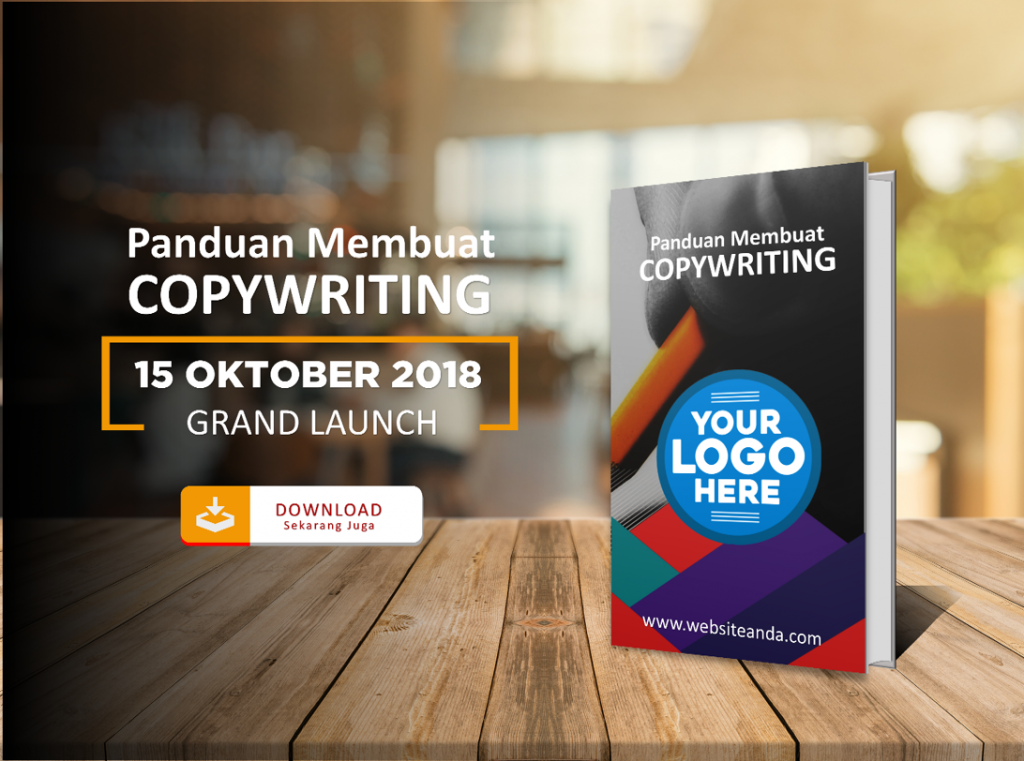 Panduan Membuat
COPYWRITING
15 OKTOBER 2018
GRAND LAUNCH
DOWNLOAD
Sekarang Juga
Panduan Membuat
COPYWRITING
YOUR
LOGO
HERE
www.websiteanda.com